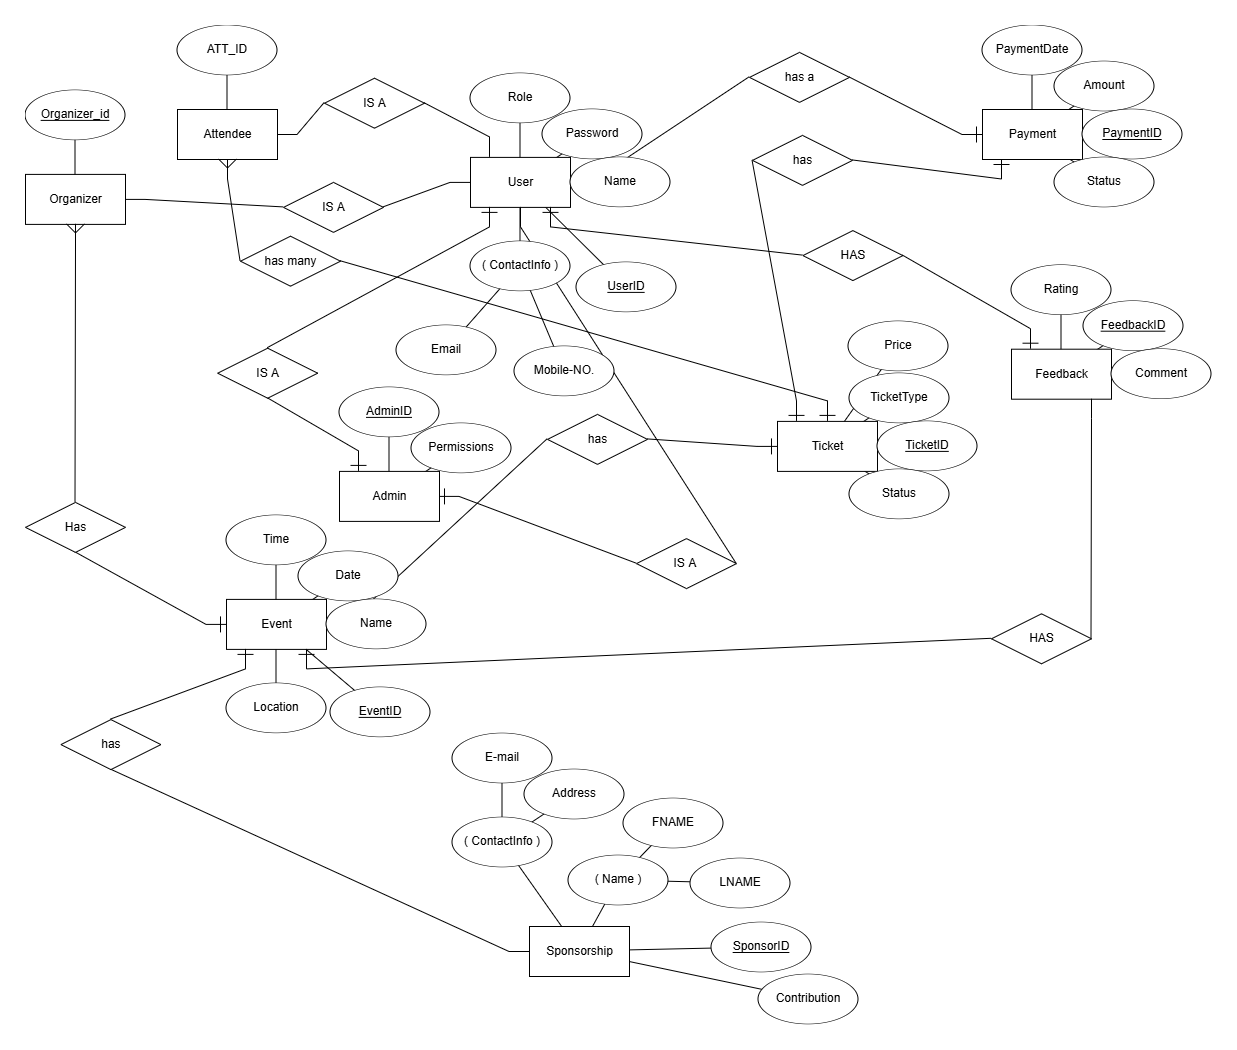 ATT_ID
PaymentDate
has a
Amount
IS A
Role
Organizer_id
Password
Attendee
Payment
PaymentID
has
User
Name
Status
Organizer
IS A
has many
HAS
( ContactInfo )
UserID
Rating
FeedbackID
Price
Email
Mobile-NO.
Feedback
Comment
IS A
TicketType
AdminID
has
Permissions
Ticket
TicketID
Admin
Status
Has
Time
IS A
Date
Event
Name
HAS
Location
EventID
has
E-mail
Address
FNAME
( ContactInfo )
( Name )
LNAME
Sponsorship
SponsorID
Contribution